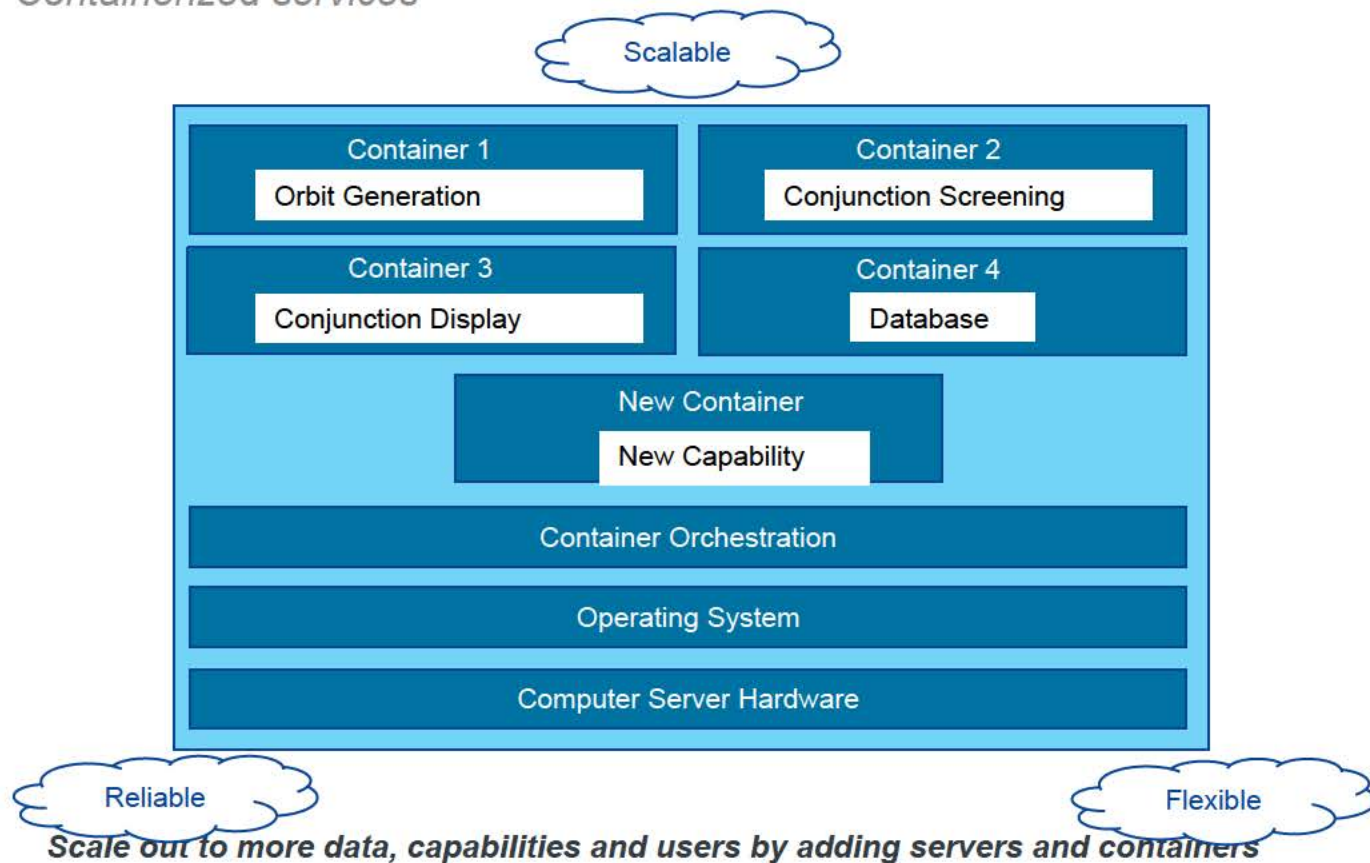 Containerized services
Scalable
Container 1
Orbit Generation
Container 2
Conjunction Screening
Container 3
Conjunction Display
Container 4
Database
New Container
New Capability
Container Orchestration
Operating System
Computer Server Hardware
Reliable
Flexible
Scale out to more data, capabilities and users by adding servers and containers